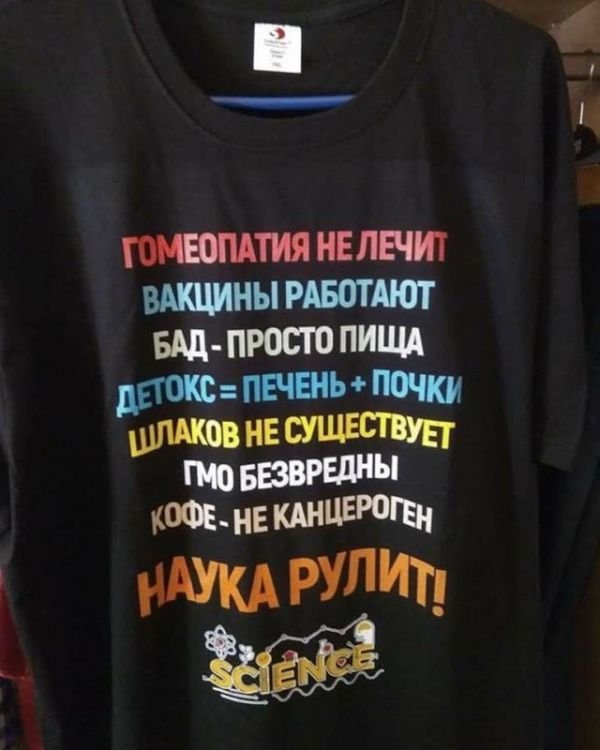 ГОМЕОПАТИЯ НЕ ЛЕЧИТ
ВАКЦИНЫ РАБОТАЮТ
БАД - ПРОСТО ПИЩА
ДЕТОКС = ПЕЧЕНЬ + ПОЧКИ
ШЛАКОВ НЕ СУЩЕСТВУЕТ
ГМО БЕЗВРЕДНЫ
КОФЕ - НЕ КАНЦЕРОГЕН
НАУКА РУЛИТ!
SCiENCE